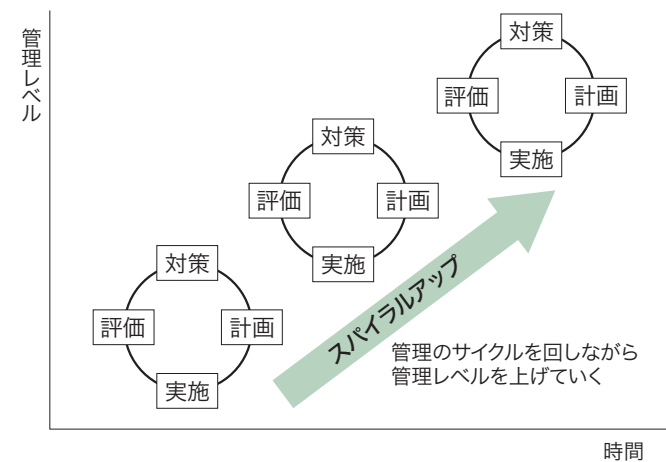 管理レベル
対策
評価
計画
実施
対策
評価
計画
実施
対策
評価
計画
実施
スパイラルアップ
管理のサイクルを回しながら
管理レベルを上げていく
時間